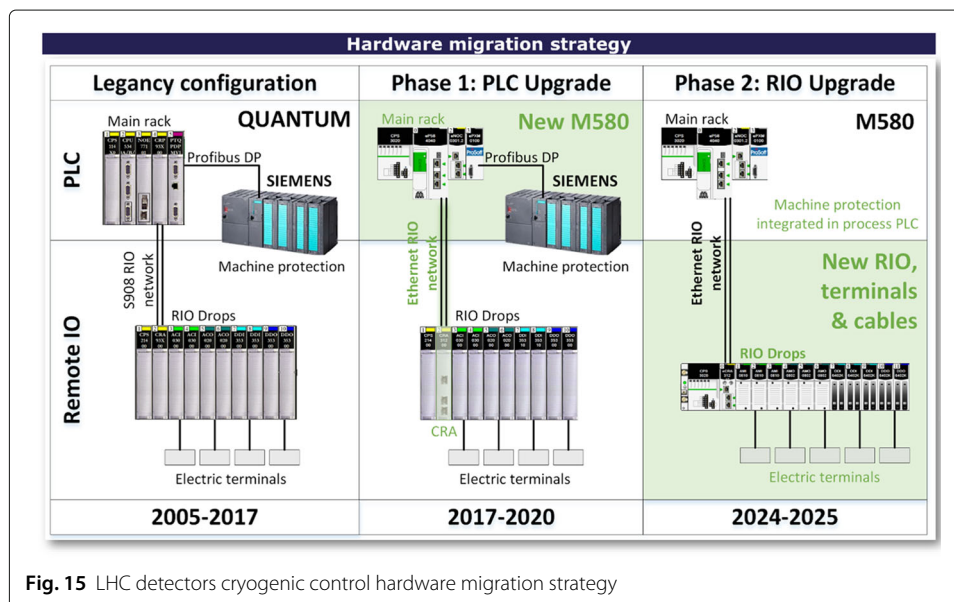 Hardware migration strategy
Legancy configuration
Phase 1: PLC Upgrade
Phase 2: RIO Upgrade
PLC
Main rack
QUANTUM
Profibus DP
SIEMENS
Machine protection
S908 RIO
network
Main rack
New M580
Profibus DP
SIEMENS
Machine protection
Ethernet RIO
network
Main rack
M580
Machine protection
integrated in process PLC
Ethernet RIO
network
New RIO,
terminals
& cables
Remote IO
RIO Drops
Electric terminals
RIO Drops
CRA
Electric terminals
RIO Drops
Electric terminals
2005-2017
2017-2020
2024-2025
Fig. 15 LHC detectors cryogenic control hardware migration strategy